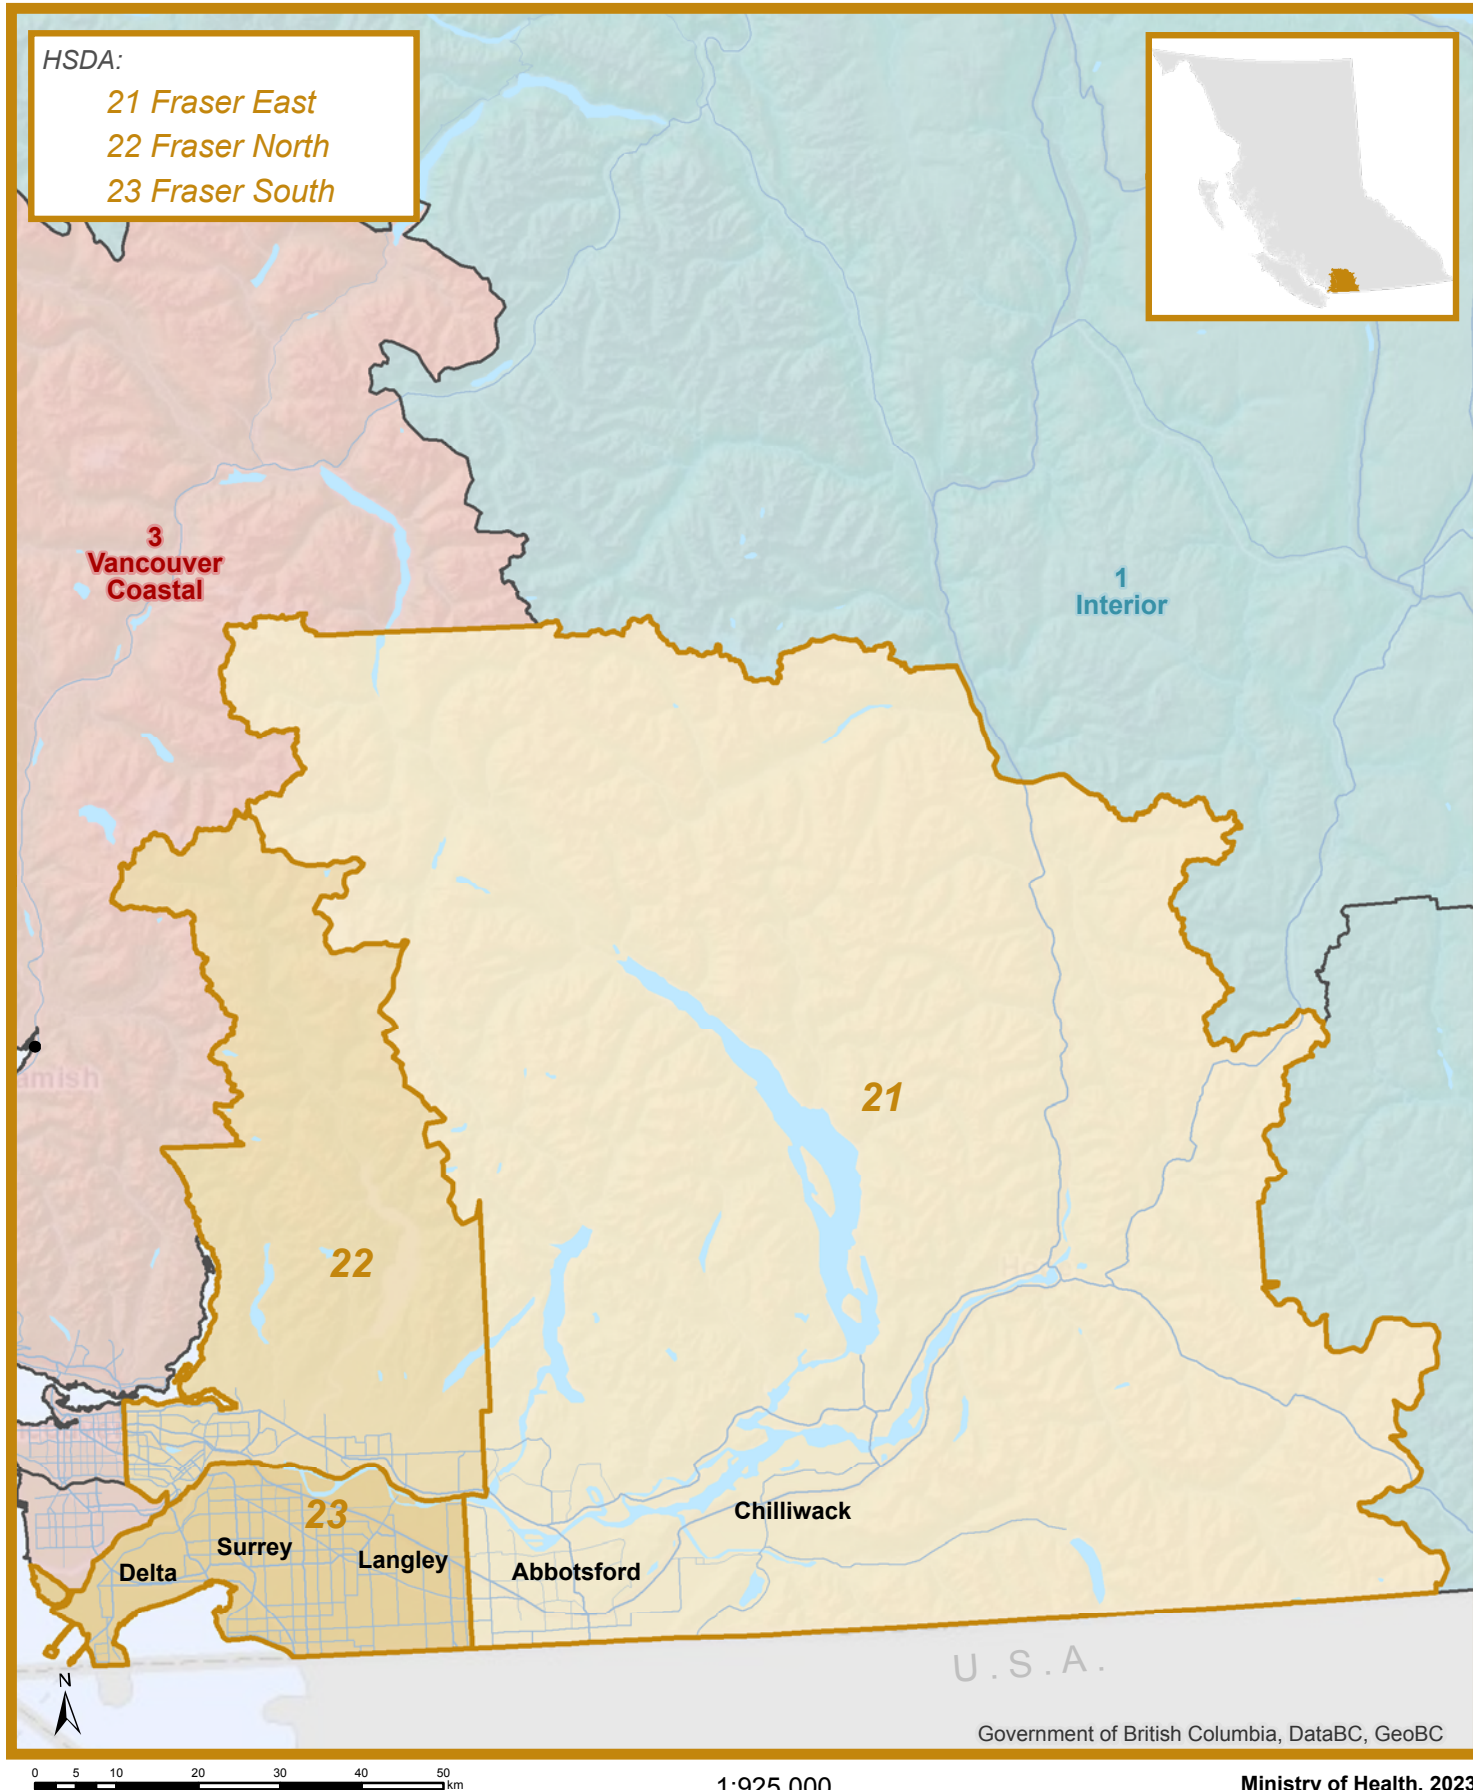 HSDA:
21 Fraser East
22 Fraser North
23 Fraser South
3
Vancouver
Coastal
1
Interior
amish
21
22
23
Surrey
Delta
Langley
Chilliwack
Abbotsford
U.S.A.
N
Government of British Columbia, DataBC, GeoBC
0 5 10 20 30 40 50
km
1:925,000
Ministry of Health, 2023